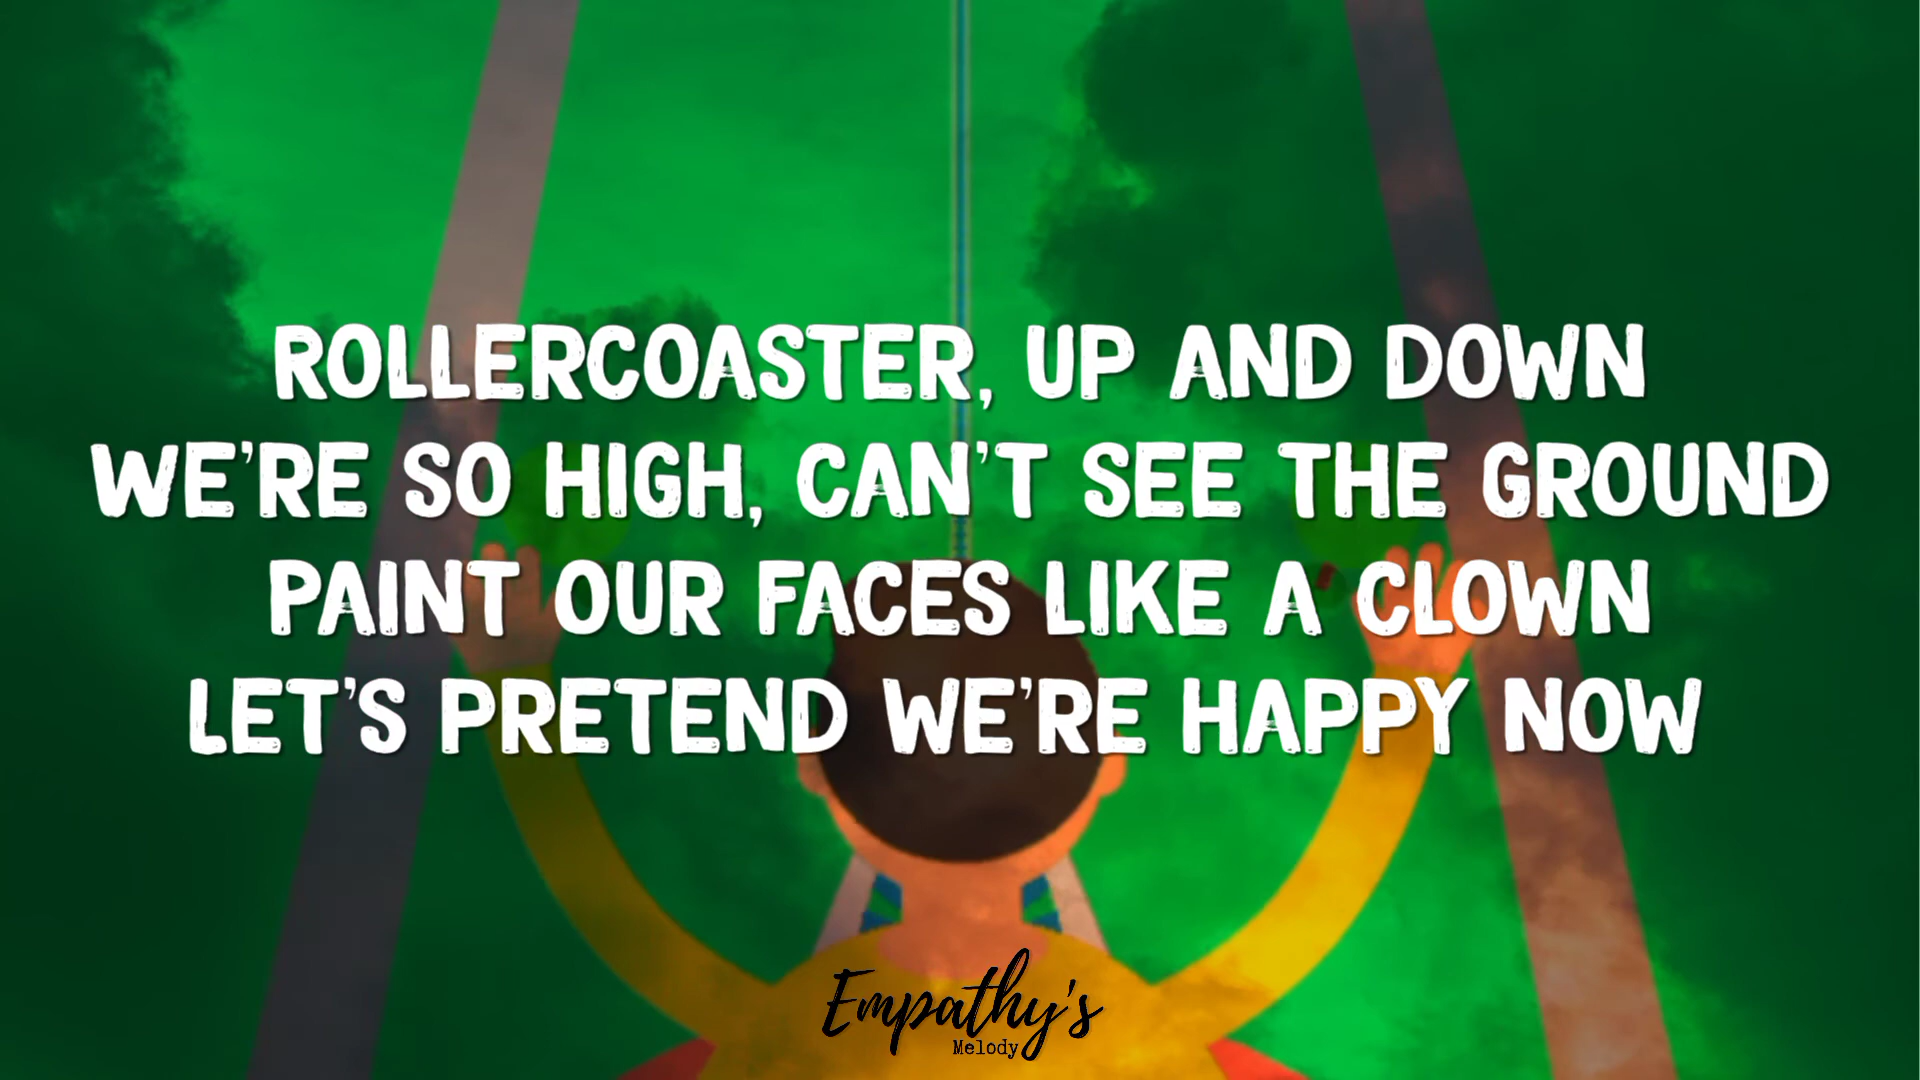 ROLLERCOASTER, UP AND DOWN
WE'RE SO HIGH, CAN'T SEE THE GROUND
PAINT OUR FACES LIKE A CLOWN
LET'S PRETEND WE'RE HAPPY NOW
Empathy's
Melody